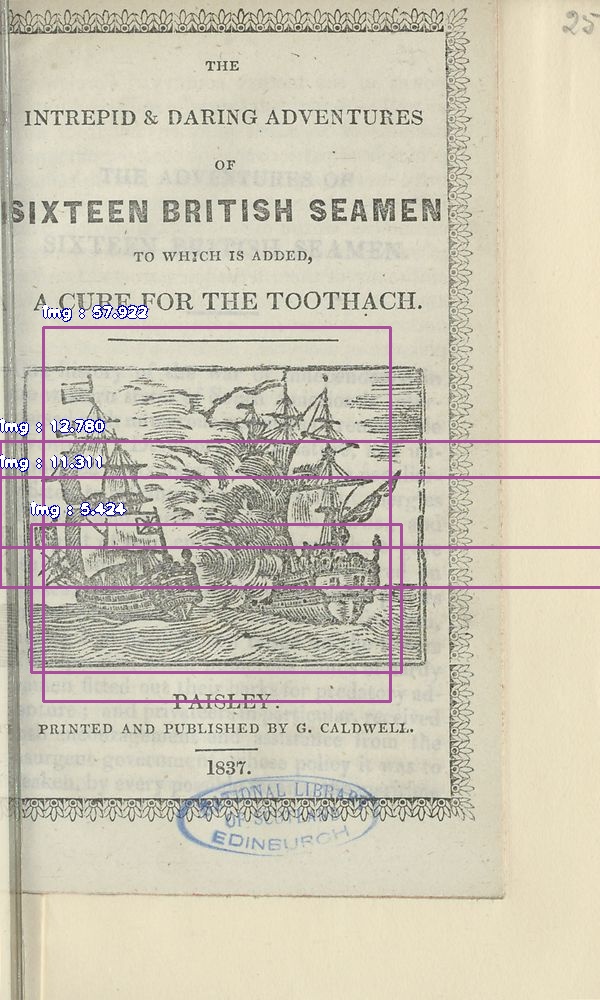 25
THE
INTREPID & DARING ADVENTURES
OF
SIXTEEN BRITISH SEAMEN
TO WHICH IS ADDED,
A CURE FOR THE TOOTHACH.
img : 57.922
img : 12.780
img : 11.311
img : 5.424
PAISLEY:
PRINTED AND PUBLISHED BY G. CALDWELL.
1837.
NATIONAL LIBRARY
OF SCOTLAND
EDINBURGH